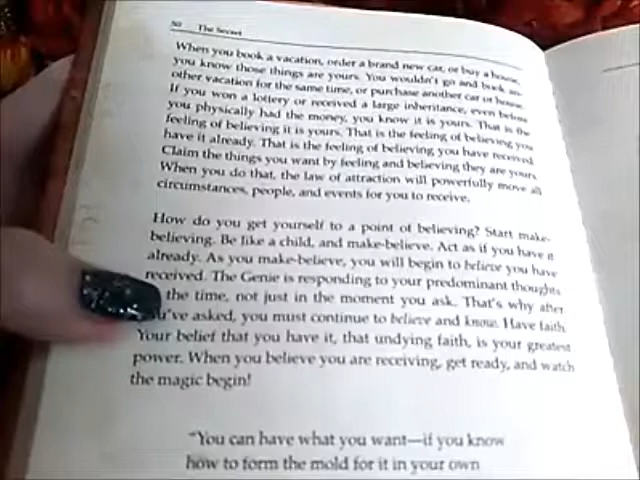 50 The Secret
When you book a vacation, order a brand new car, or buy a house,
you know those things are yours. You wouldn't go and book an-
other vacation for the same time, or purchase another car or house.
If you won a lottery or received a large inheritance, even before
you physically had the money, you know it is yours. That is the
feeling of believing it is yours. That is the feeling of believing you
have it already. That is the feeling of believing you have received.
Claim the things you want by feeling and believing they are yours.
When you do that, the law of attraction will powerfully move all
circumstances, people, and events for you to receive.
How do you get yourself to a point of believing? Start make-
believing. Be like a child, and make-believe. Act as if you have it
already. As you make-believe, you will begin to believe you have
received. The Genie is responding to your predominant thoughts
the time, not just in the moment you ask. That's why after
you've asked, you must continue to believe and know. Have faith.
Your belief that you have it, that undying faith, is your greatest
power. When you believe you are receiving, get ready, and watch
the magic begin!
"You can have what you want—if you know
how to form the mold for it in your own